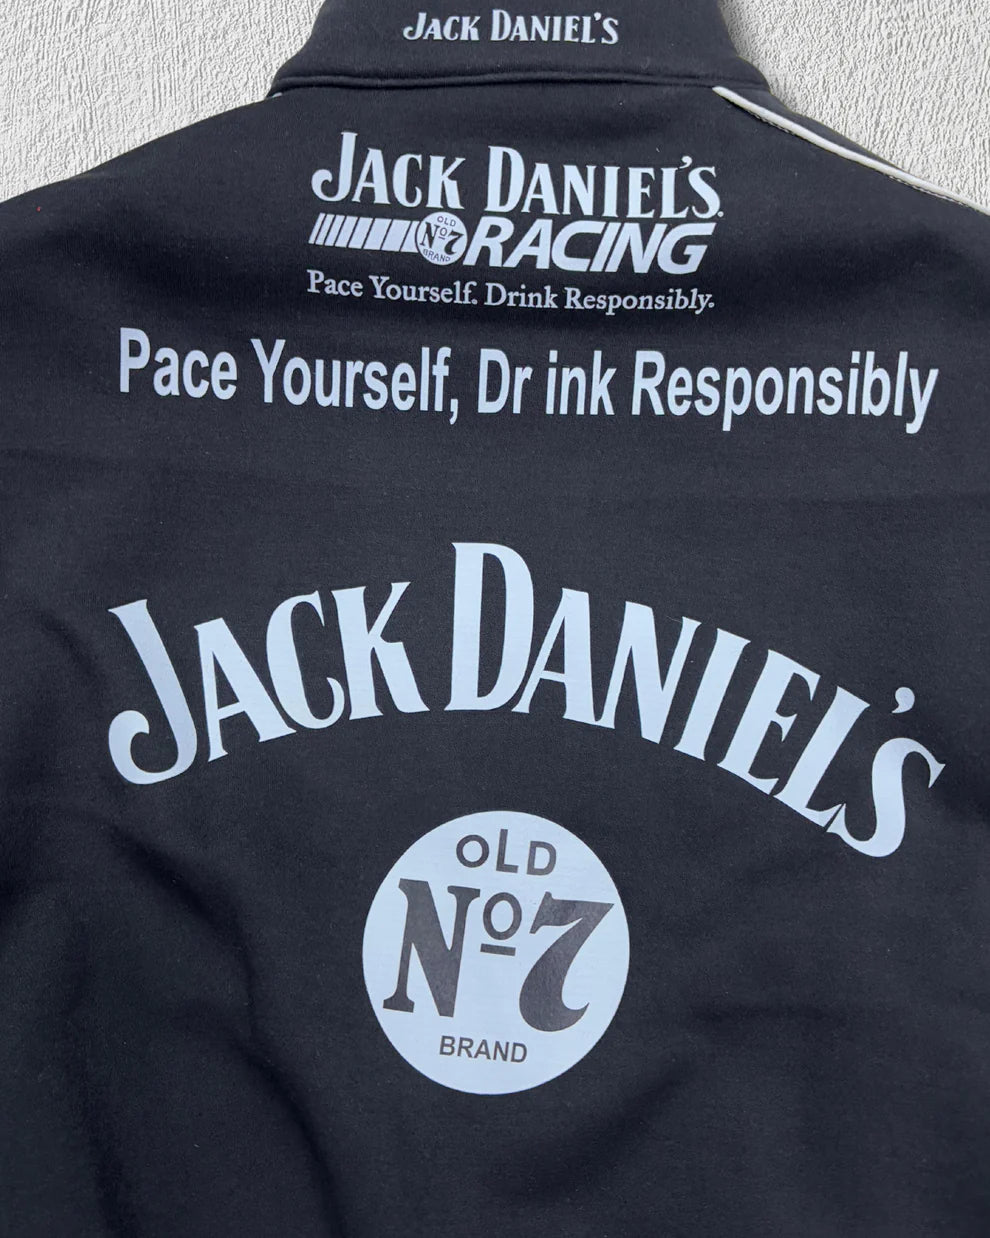 JACK DANIEL'S
JACK DANIEL'S
OLD
Nº7
BRAND
RACING
Pace Yourself. Drink Responsibly.
Pace Yourself, Dr ink Responsibly
JACK DANIEL'S
OLD
Nº7
BRAND